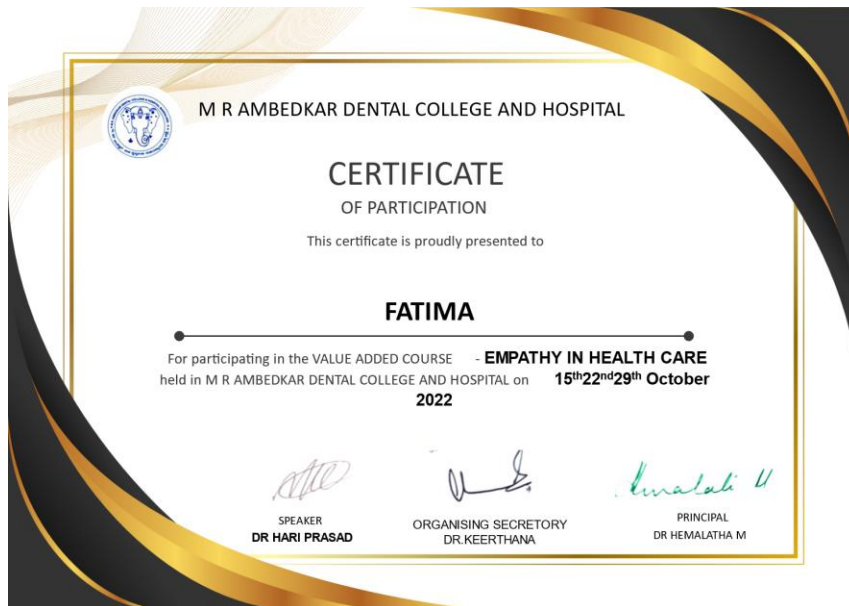 M R AMBEDKAR DENTAL COLLEGE AND HOSPITAL
CERTIFICATE
OF PARTICIPATION
This certificate is proudly presented to
FATIMA
For participating in the VALUE ADDED COURSE - EMPATHY IN HEALTH CARE
held in M R AMBEDKAR DENTAL COLLEGE AND HOSPITAL on 15th22nd29th October
2022
SPEAKER
DR HARI PRASAD
ORGANISING SECRETORY
DR.KEERTHANA
PRINCIPAL
DR HEMALATHA M